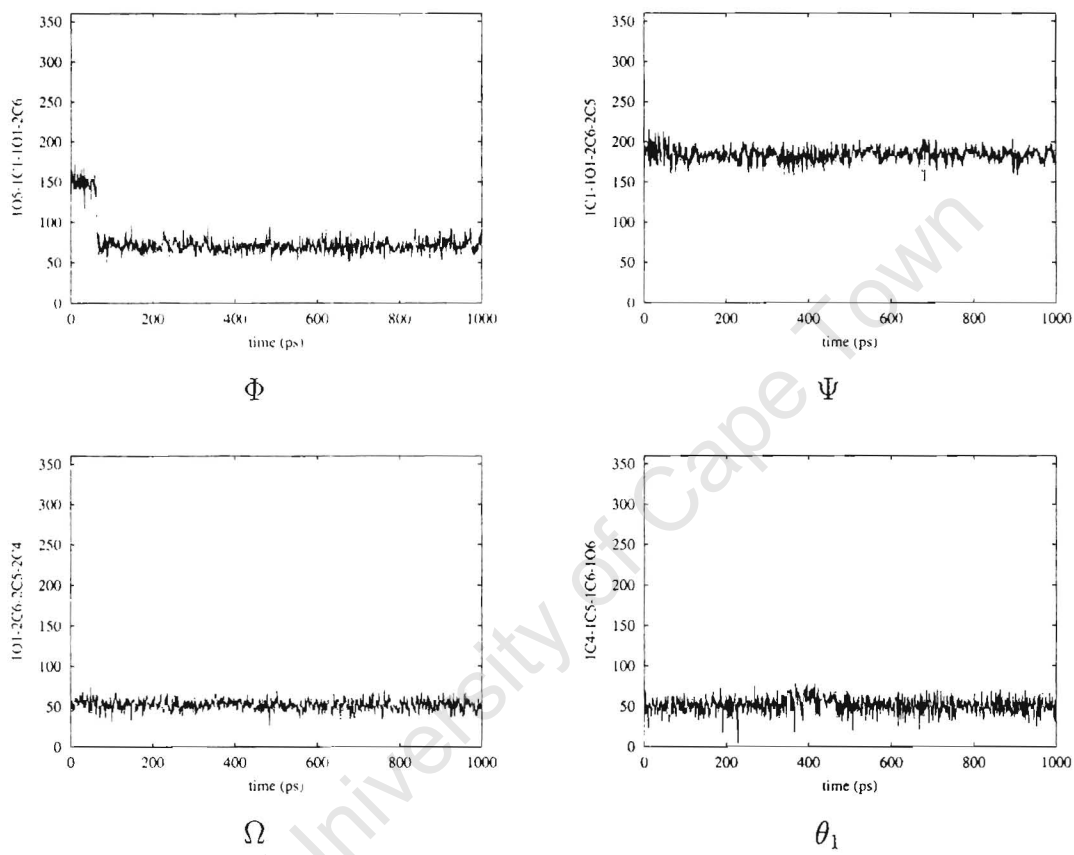 350
300
250
200
150
100
50
0
1O5-1C1-1O1-2C6
0 200 400 600 800 1000
time (ps)
Φ
350
300
250
200
150
100
50
0
1C1-1O1-2C6-2C5
0 200 400 600 800 1000
time (ps)
Ψ
350
300
250
200
150
100
50
0
1O1-2C6-2C5-2C4
0 200 400 600 800 1000
time (ps)
Ω
350
300
250
200
150
100
50
0
1C4-1C5-1C6-1O6
0 200 400 600 800 1000
time (ps)
θ1
University of Cape Town